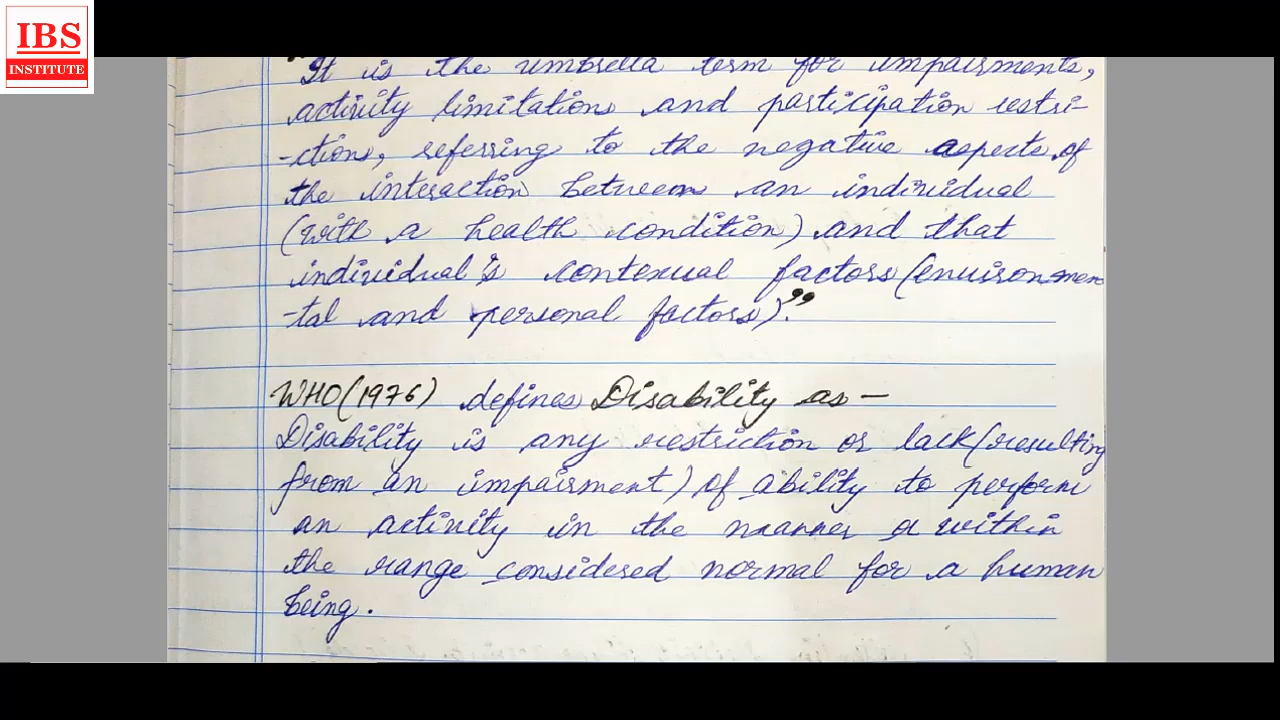 IBS
INSTITUTE
"It is the umbrella term for impairments,
activity limitations and participation restri-
-ction, referring to the negative aspects of
the interaction between an individual
(with a health condition) and that
individual's contexual factors (environmen
-tal and personal factors)."
WHO(1976) defines Disability as -
Disability is any restriction or lack (resulting
from an impairment) of ability to perform
an activity in the manner or within
the range considered normal for a human
being.